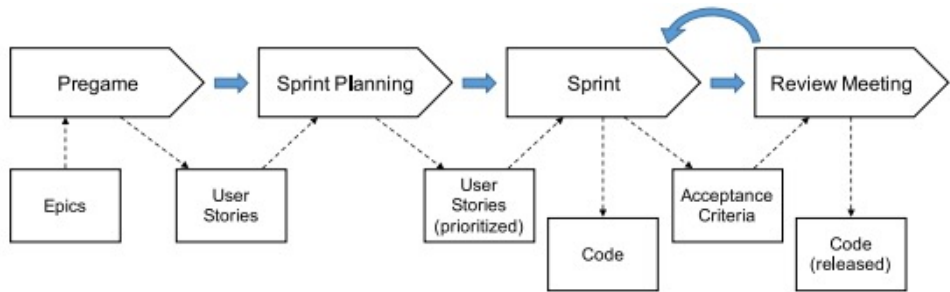 Pregame
Sprint Planning
Sprint
Review Meeting
Epics
User
Stories
User
Stories
(prioritized)
Code
Acceptance
Criteria
Code
(released)